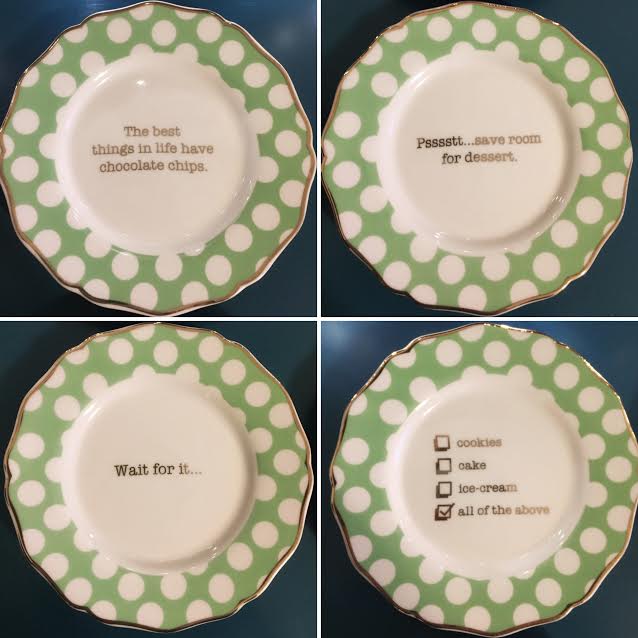 The best
things in life have
chocolate chips.
Psssstt...save room
for dessert.
Wait for it...
cookies
cake
ice-cream
all of the above